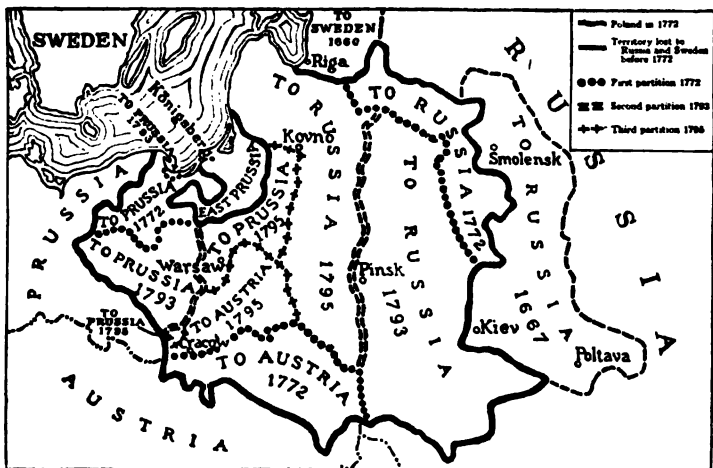 SWEDEN
TO
SWEDEN
1660
Riga
RUSSIA
Poland in 1772
Territory lost to
Russia and Sweden
before 1772
First partition 1772
Second partition 1793
Third partition 1795
Königsberg
TO PRUSSIA
1772
Kovno
TO RUSSIA 1772
Smolensk
TO RUSSIA
1667
PRUSSIA
EAST PRUSSIA
TO PRUSSIA
1772
TO PRUSSIA
1795
TO RUSSIA 1795
TO RUSSIA
1793
TO PRUSSIA
1793
Warsaw
Pinsk
TO AUSTRIA
1795
TO
PRUSSIA
Cracow
Kiev
Poltava
TO AUSTRIA
1772
AUSTRIA